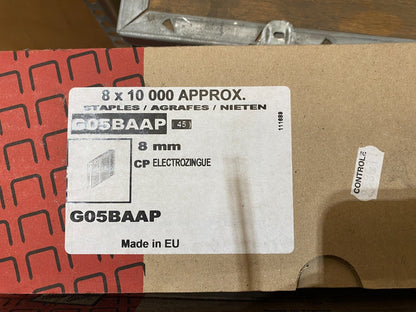 8 x 10 000 APPROX.
STAPLES / AGRAFES / NIETEN
G05BAAP 45
8 mm
CP ELECTROZINGUE
G05BAAP
Made in EU
111689
CONTROLE